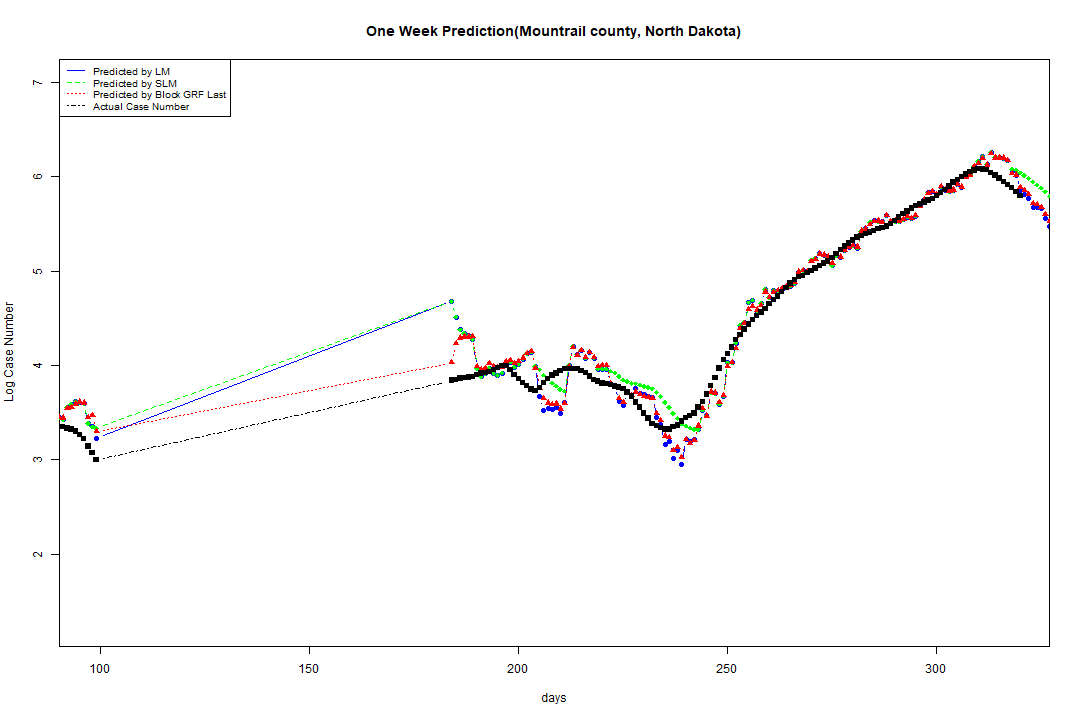 One Week Prediction(Mountrail county, North Dakota)
Predicted by LM
Predicted by SLM
Predicted by Block GRF Last
Actual Case Number
7
6
5
4
3
2
Log Case Number
100 150 200 250 300
days